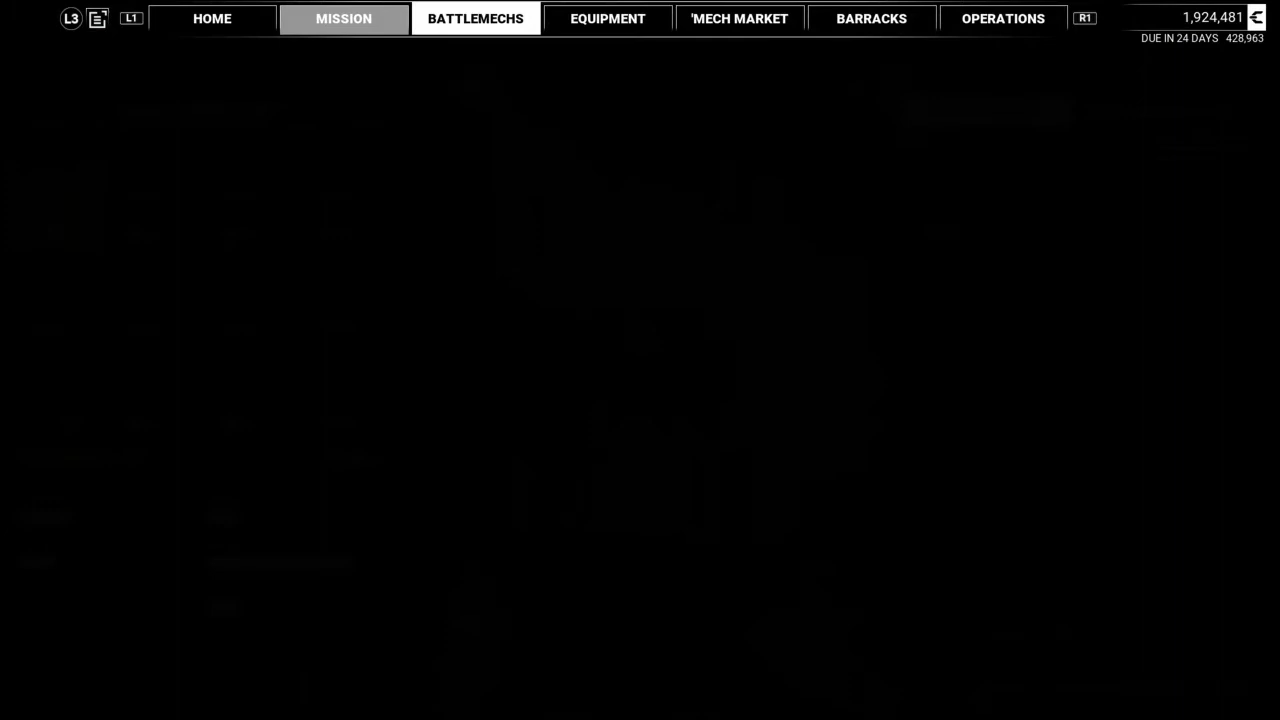 L3 L1 HOME MISSION BATTLEMECHS EQUIPMENT 'MECH MARKET BARRACKS OPERATIONS R1 1,924,481
DUE IN 24 DAYS 428,963